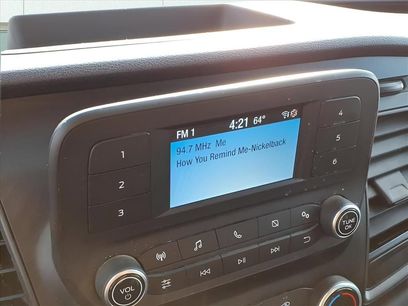 FM 1 4:21 64°
94.7 MHz Me
How You Remind Me-Nickelback
1
2
3
4
5
6
VOL
TUNE
OK